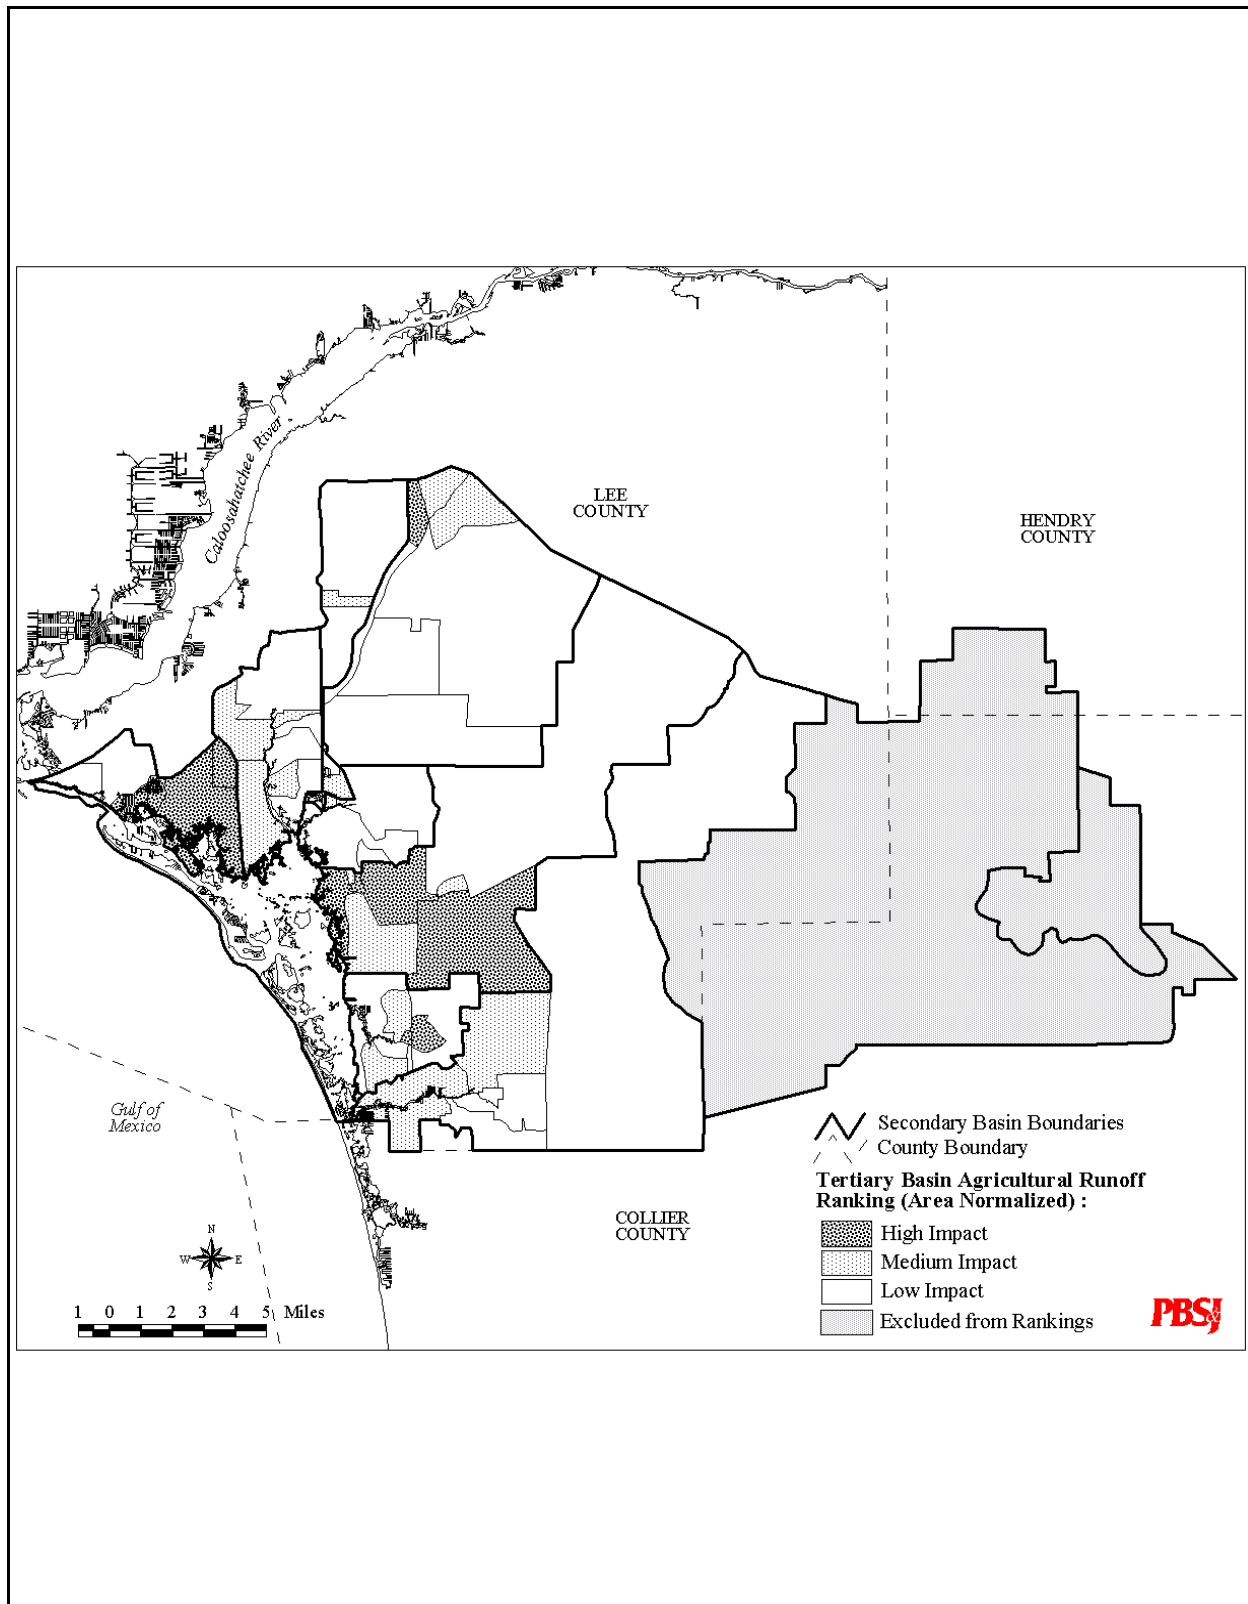 Caloosahatchee River
LEE
COUNTY
HENDRY
COUNTY
Gulf of
Mexico
COLLIER
COUNTY
Secondary Basin Boundaries
County Boundary
Tertiary Basin Agricultural Runoff
Ranking (Area Normalized) :
High Impact
Medium Impact
Low Impact
Excluded from Rankings
N
W E
S
1 0 1 2 3 4 5 Miles
PBS&J